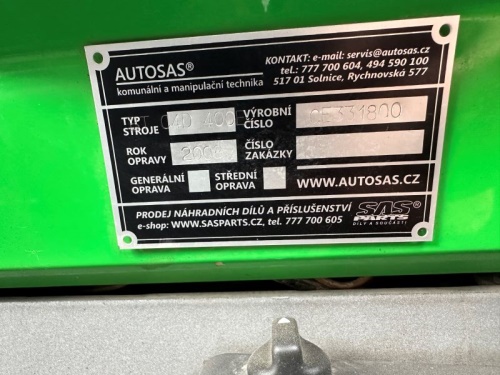 AUTOSAS®
komunální a manipulační technika
KONTAKT: e-mail: servis@autosas.cz
tel.: 777 700 604, 494 590 100
517 01 Solnice, Rychnovská 577
TYP STROJE
VÝROBNÍ ČÍSLO
ROK OPRAVY
ČÍSLO ZAKÁZKY
GENERÁLNÍ OPRAVA
STŘEDNÍ OPRAVA
WWW.AUTOSAS.CZ
PRODEJ NÁHRADNÍCH DÍLŮ A PŘÍSLUŠENSTVÍ
e-shop: WWW.SASPARTS.CZ, tel. 777 700 605
SAS®
PARTS
DÍLY A SOUČÁSTI